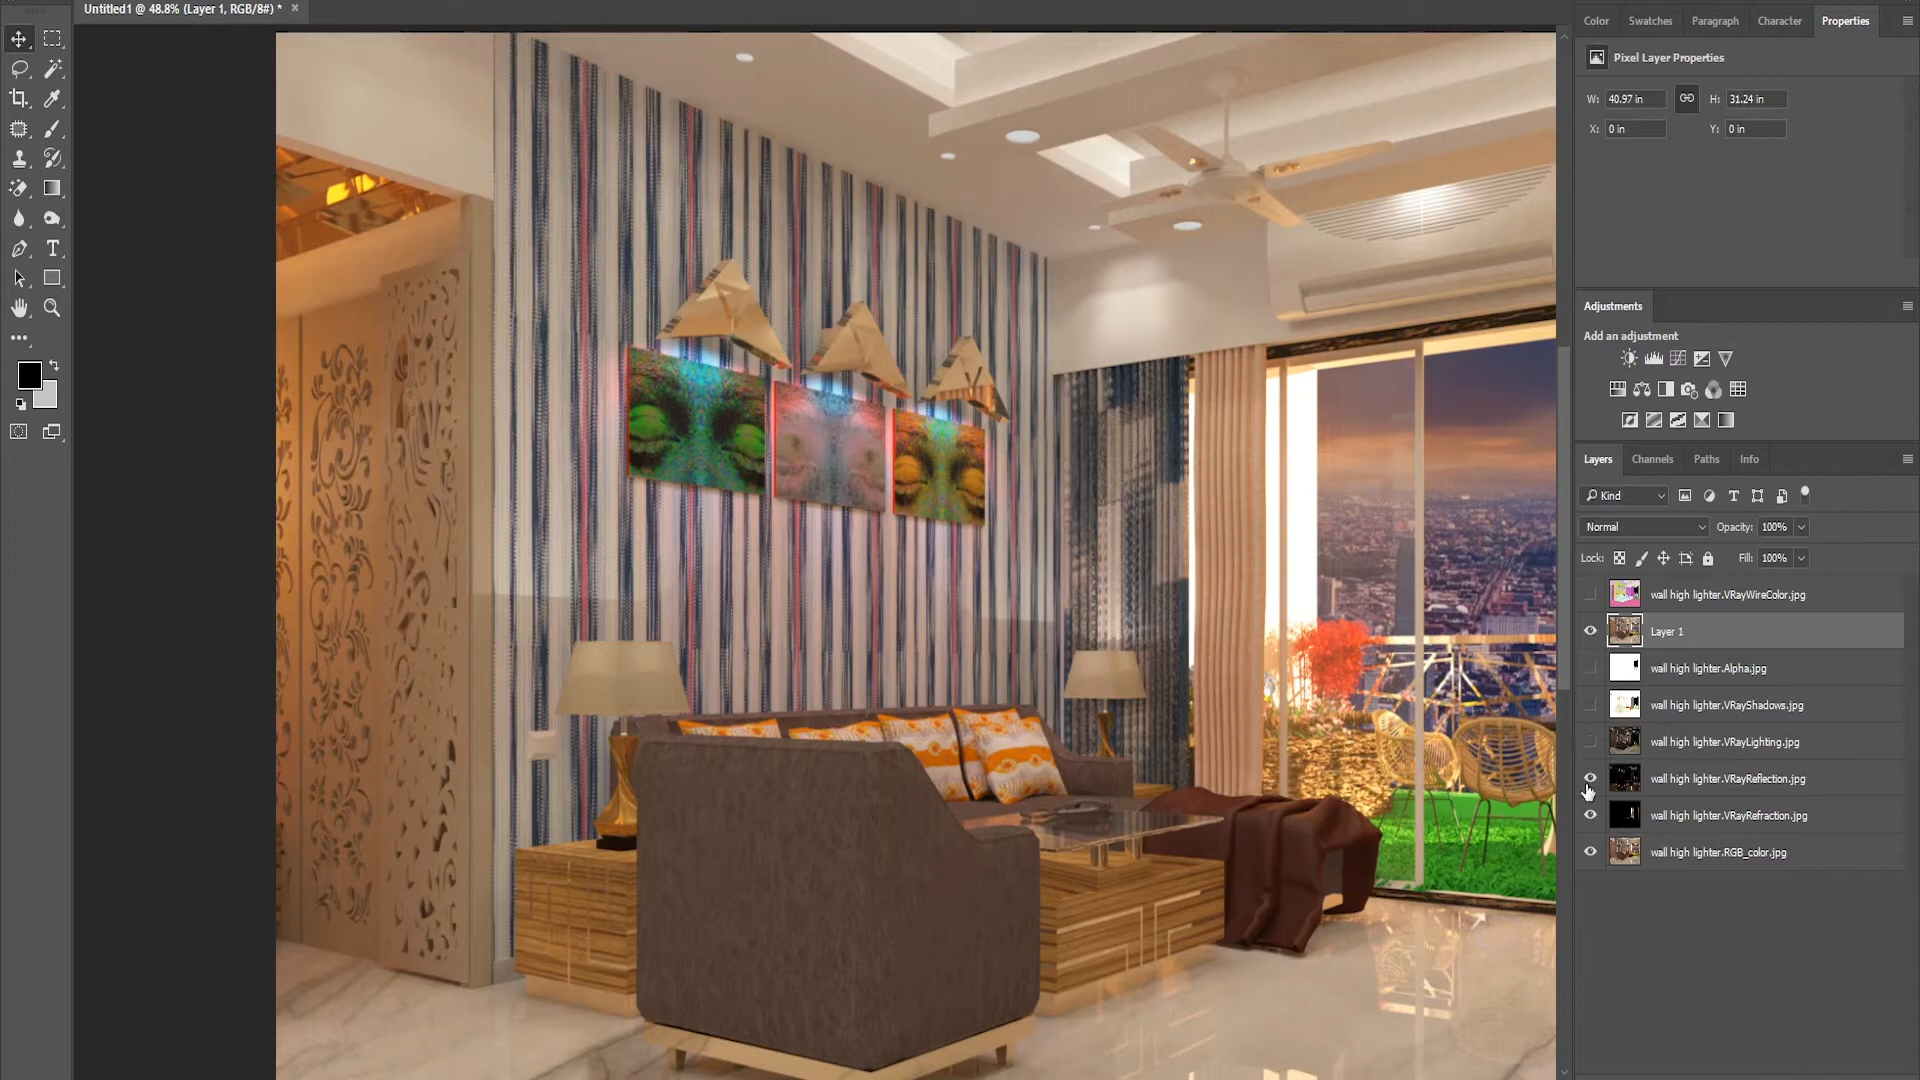 Untitled1 @ 48.8% (Layer 1, RGB/8#) *
Color Swatches Paragraph Character Properties
Pixel Layer Properties
W: 40.97 in H: 31.24 in
X: 0 in Y: 0 in
Adjustments
Add an adjustment
Layers Channels Paths Info
Kind
Normal Opacity: 100%
Lock: Fill: 100%
wall high lighter.VRayWireColor.jpg
Layer 1
wall high lighter.Alpha.jpg
wall high lighter.VRayShadows.jpg
wall high lighter.VRayLighting.jpg
wall high lighter.VRayReflection.jpg
wall high lighter.VRayRefraction.jpg
wall high lighter.RGB_color.jpg